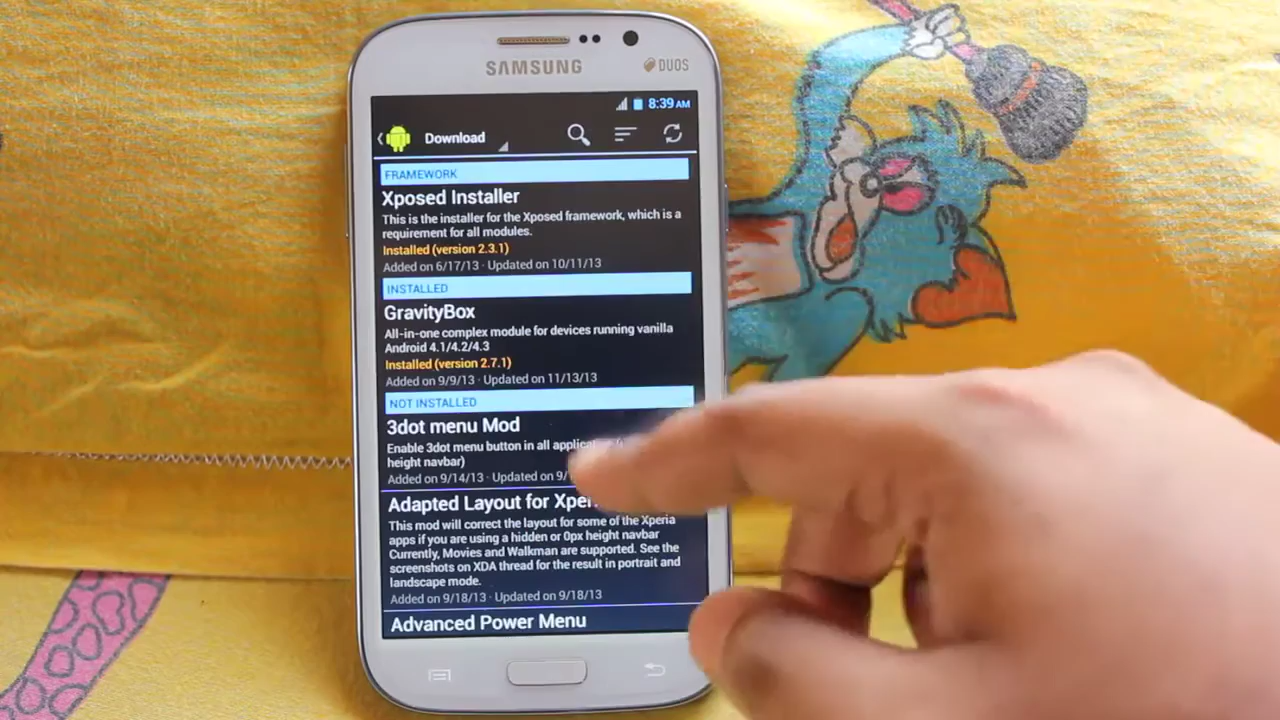 SAMSUNG
DUOS
8:39 AM
Download
FRAMEWORK
Xposed Installer
This is the installer for the Xposed framework, which is a
requirement for all modules.
Installed (version 2.3.1)
Added on 6/17/13 · Updated on 10/11/13
INSTALLED
GravityBox
All-in-one complex module for devices running vanilla
Android 4.1/4.2/4.3
Installed (version 2.7.1)
Added on 9/9/13 · Updated on 11/13/13
NOT INSTALLED
3dot menu Mod
Enable 3dot menu button in all
height navbar)
Added on 9/14/13 · Updated on
Adapted Layout for
This mod will correct the layout for some of the Xperia
apps if you are using a hidden or 0px height navbar
Currently, Movies and Walkman are supported. See the
screenshots on XDA thread for the result in portrait and
landscape mode.
Added on 9/18/13 · Updated on 9/18/13
Advanced Power Menu